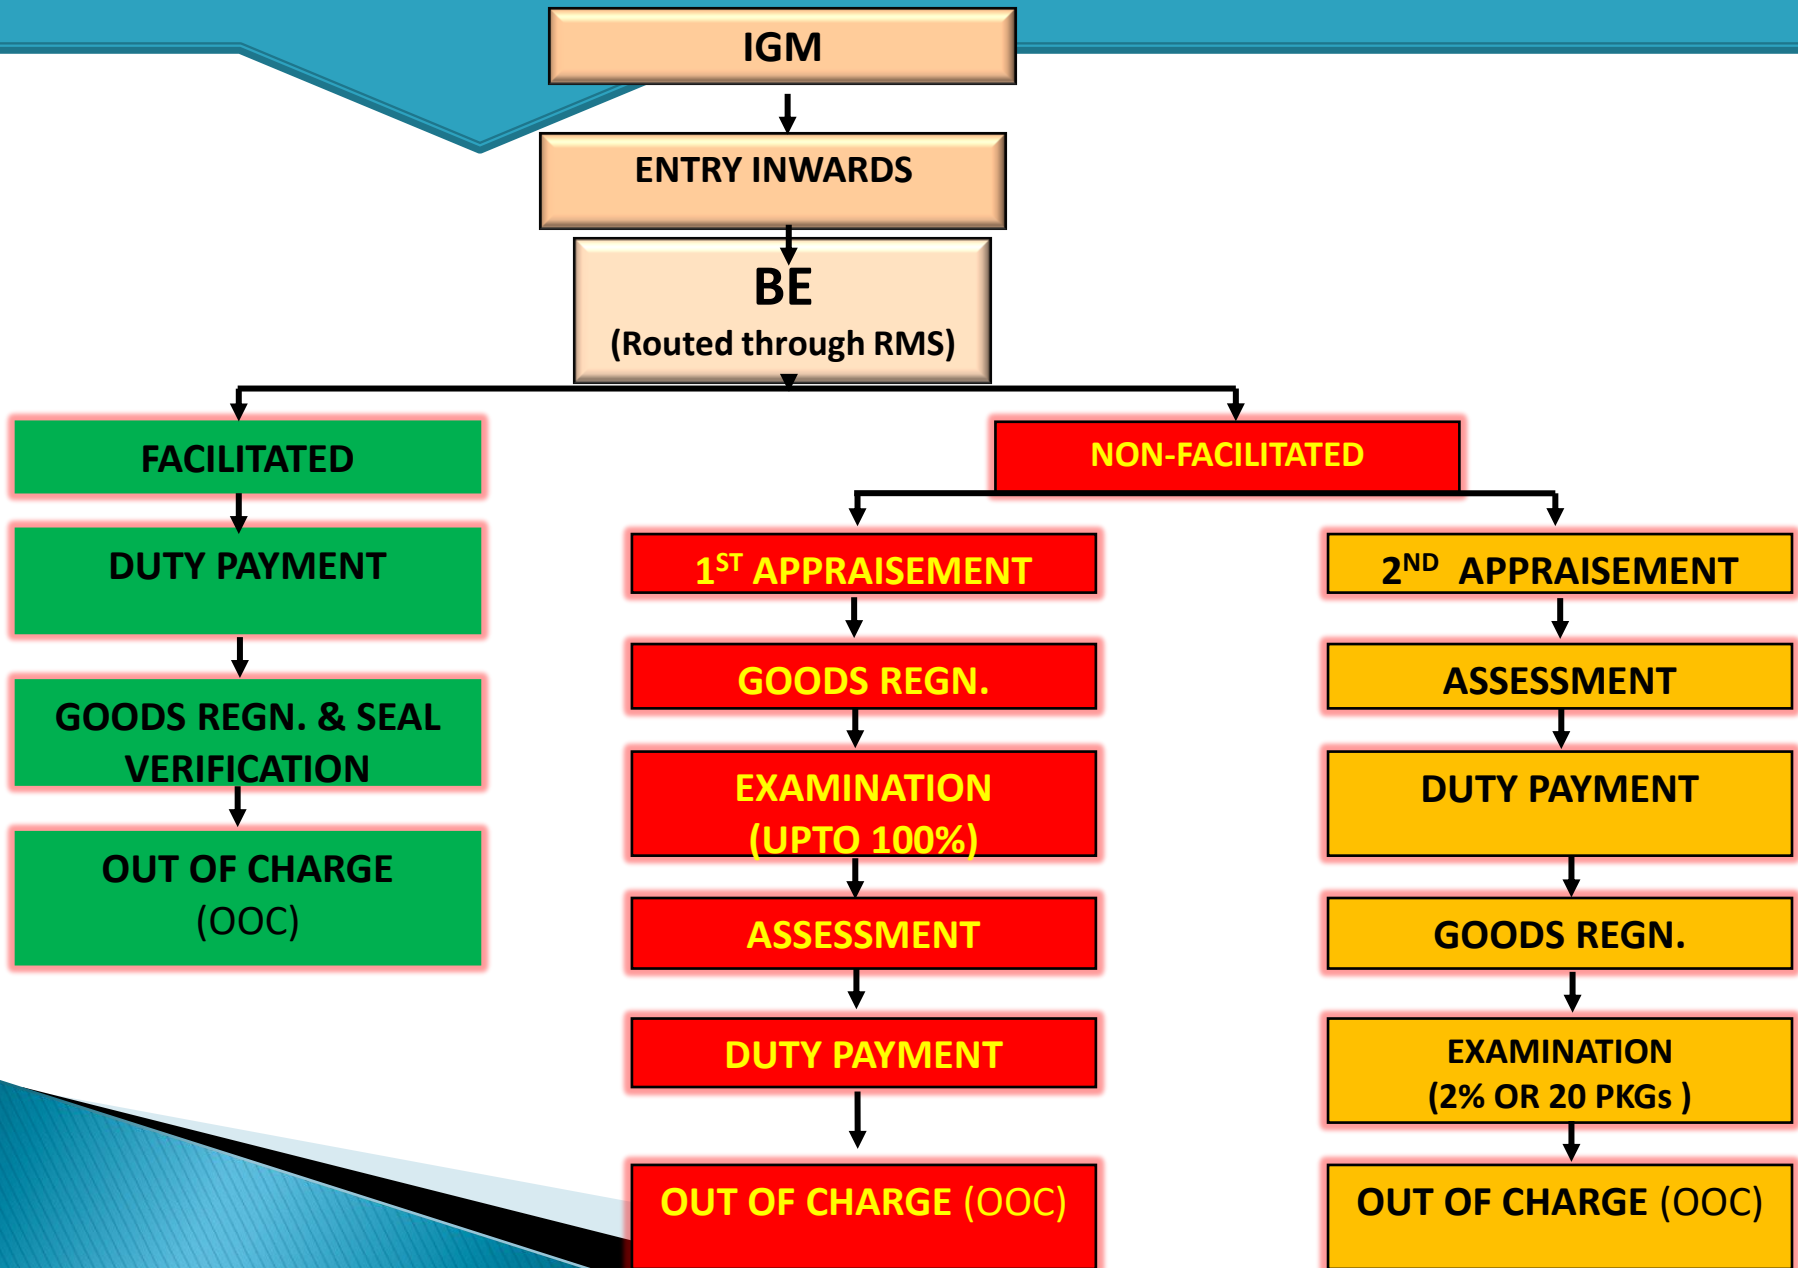 IGM
ENTRY INWARDS
BE
(Routed through RMS)
FACILITATED
DUTY PAYMENT
GOODS REGN. & SEAL
VERIFICATION
OUT OF CHARGE
(OOC)
NON-FACILITATED
1ST APPRAISEMENT
GOODS REGN.
EXAMINATION
(UPTO 100%)
ASSESSMENT
DUTY PAYMENT
OUT OF CHARGE (OOC)
2ND APPRAISEMENT
ASSESSMENT
DUTY PAYMENT
GOODS REGN.
EXAMINATION
(2% OR 20 PKGs )
OUT OF CHARGE (OOC)